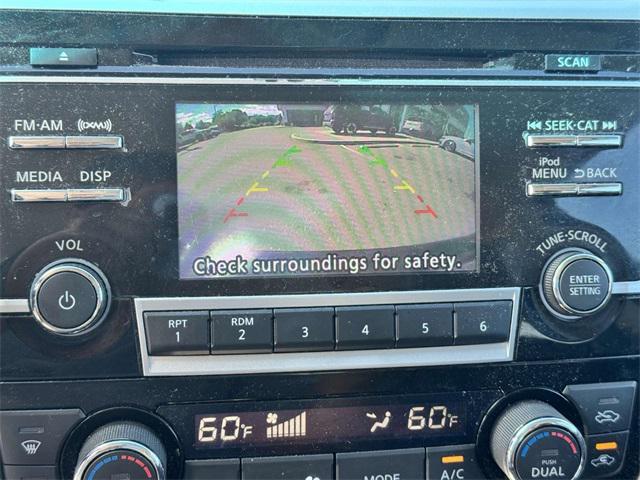 SCAN
FM·AM ((XM))
SEEK·CAT
iPod
MEDIA DISP
MENU BACK
Check surroundings for safety.
VOL
TUNE·SCROLL
ENTER
SETTING
RPT
1
RDM
2
3
4
5
6
60°F
60°F
MODE
A/C
PUSH
DUAL